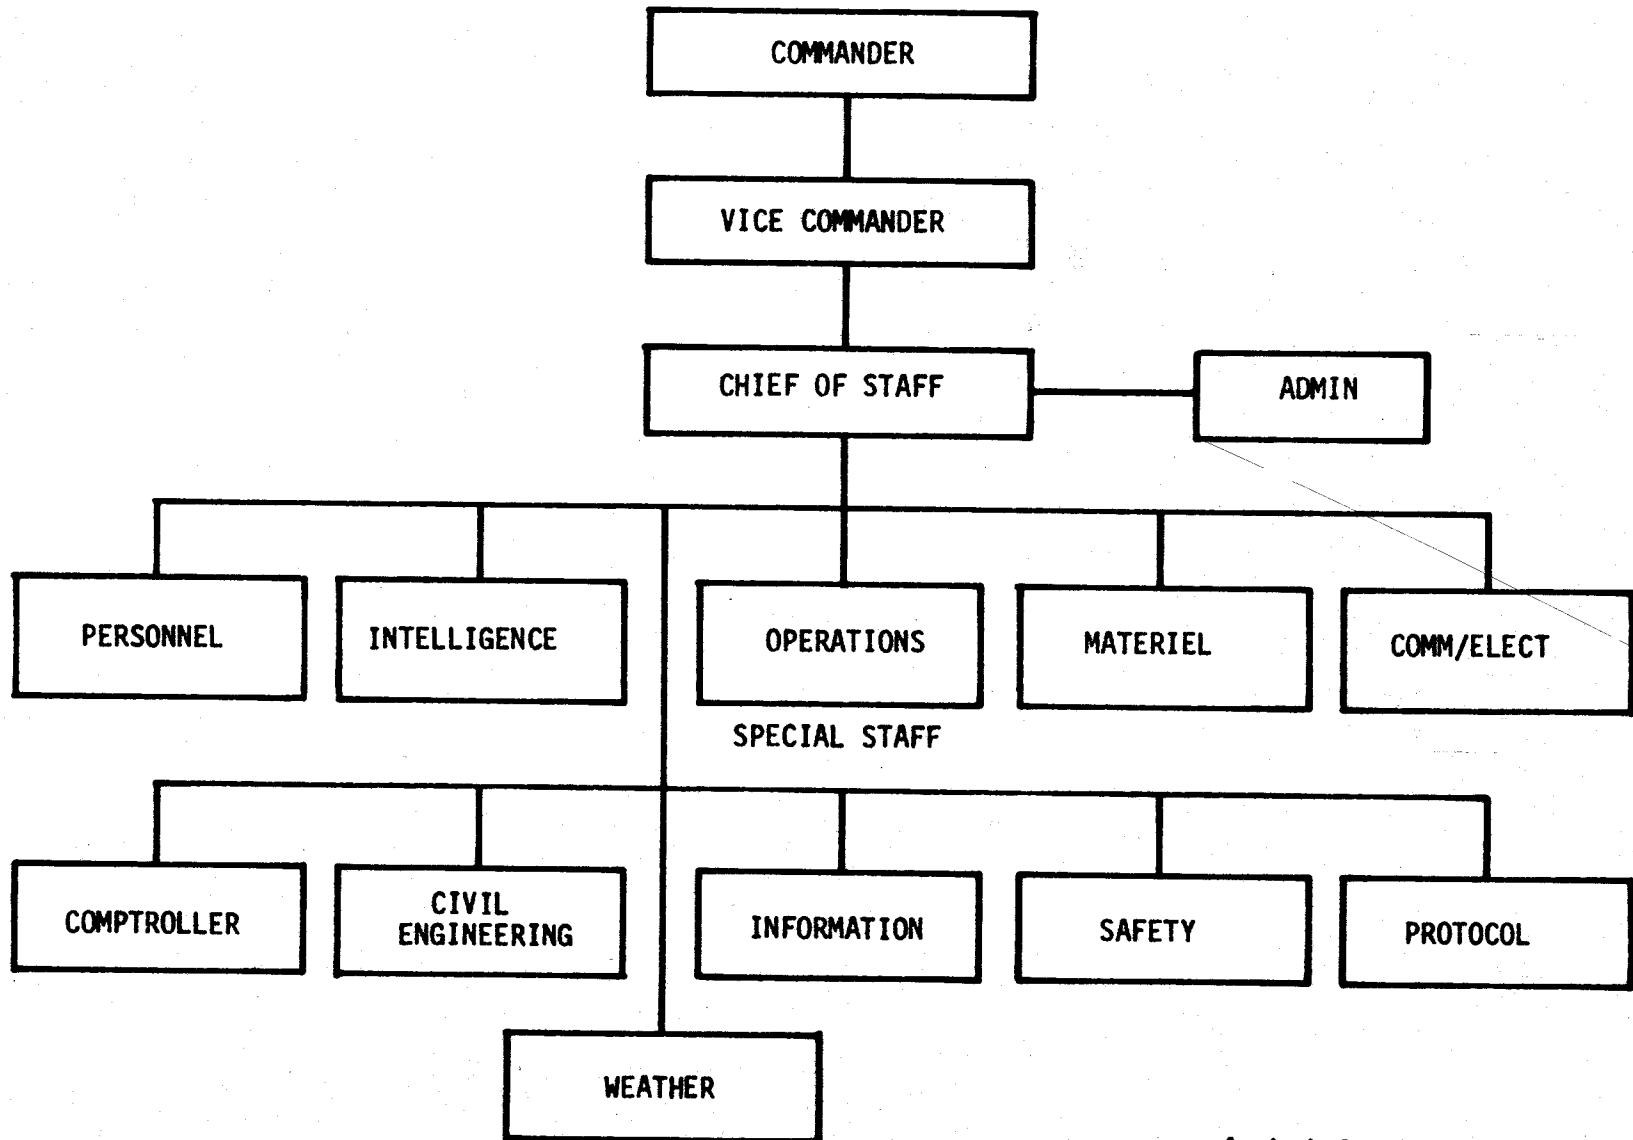 COMMANDER
VICE COMMANDER
CHIEF OF STAFF
ADMIN
PERSONNEL
INTELLIGENCE
OPERATIONS
MATERIEL
COMM/ELECT
SPECIAL STAFF
COMPTROLLER
CIVIL
ENGINEERING
INFORMATION
SAFETY
PROTOCOL
WEATHER